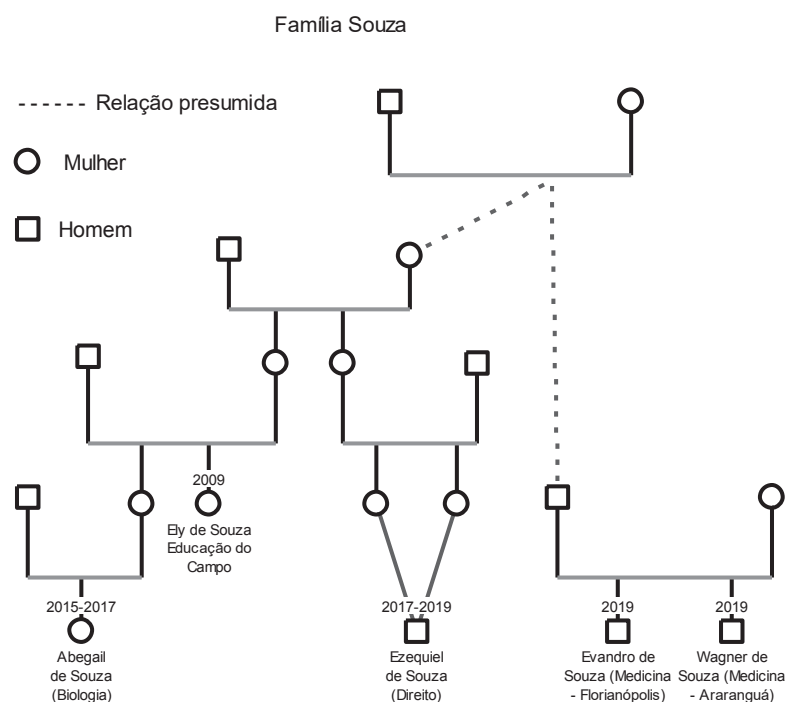 Família Souza
Relação presumida
Mulher
Homem
2009
Ely de Souza
Educação do
Campo
2015-2017
Abegail
de Souza
(Biologia)
2017-2019
Ezequiel
de Souza
(Direito)
2019
Evandro de
Souza (Medicina
- Florianópolis)
2019
Wagner de
Souza (Medicina
- Araranguá)